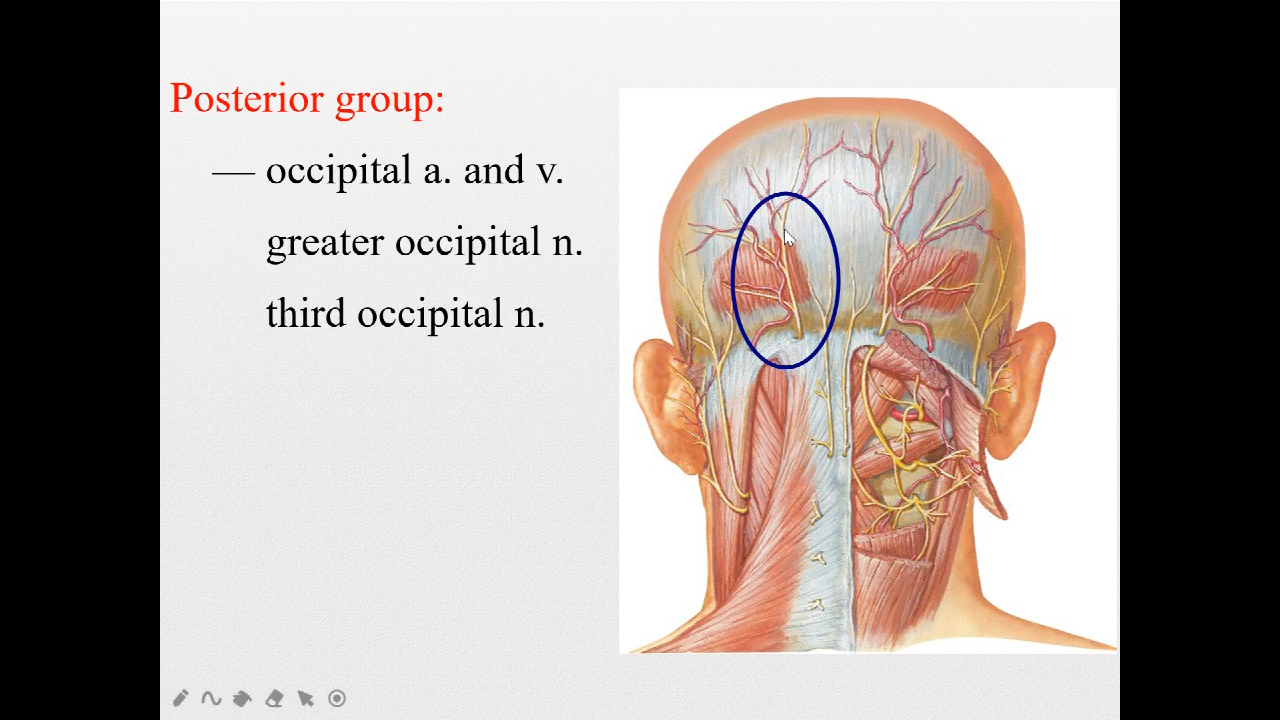 Posterior group:
— occipital a. and v.
greater occipital n.
third occipital n.